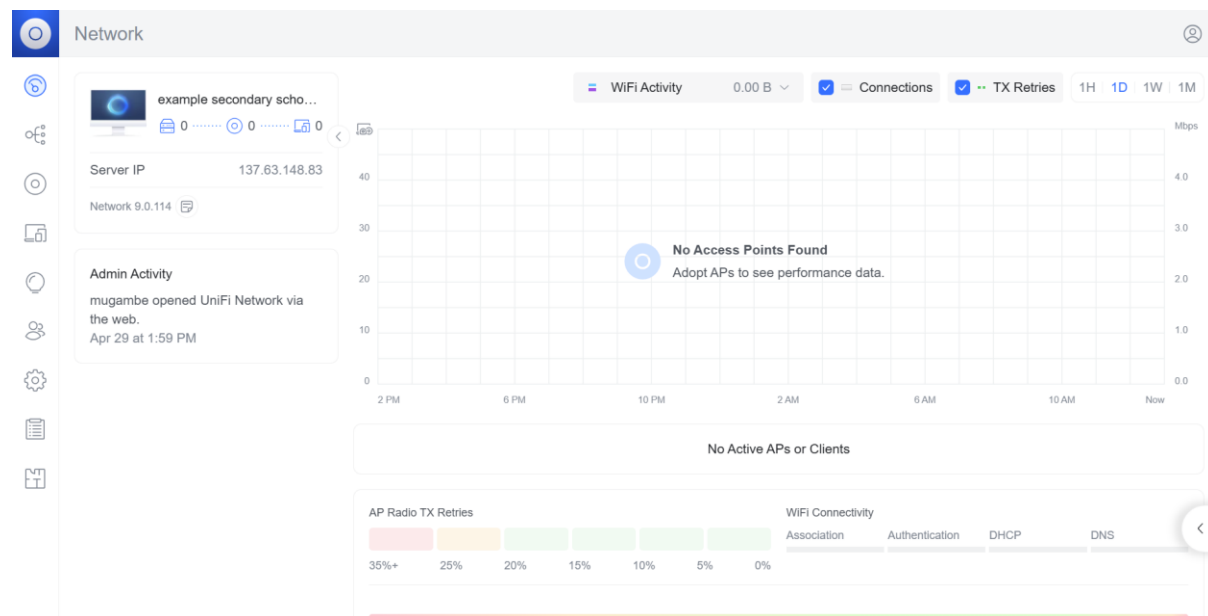 Network
example secondary scho...
0 0 0
Server IP 137.63.148.83
Network 9.0.114
Admin Activity
mugambe opened UniFi Network via
the web.
Apr 29 at 1:59 PM
WiFi Activity 0.00 B Connections TX Retries 1H 1D 1W 1M
Mbps
40 4.0
30 3.0
No Access Points Found
Adopt APs to see performance data.
20 2.0
10 1.0
0 0.0
2 PM 6 PM 10 PM 2 AM 6 AM 10 AM Now
No Active APs or Clients
AP Radio TX Retries
35%+ 25% 20% 15% 10% 5% 0%
WiFi Connectivity
Association Authentication DHCP DNS